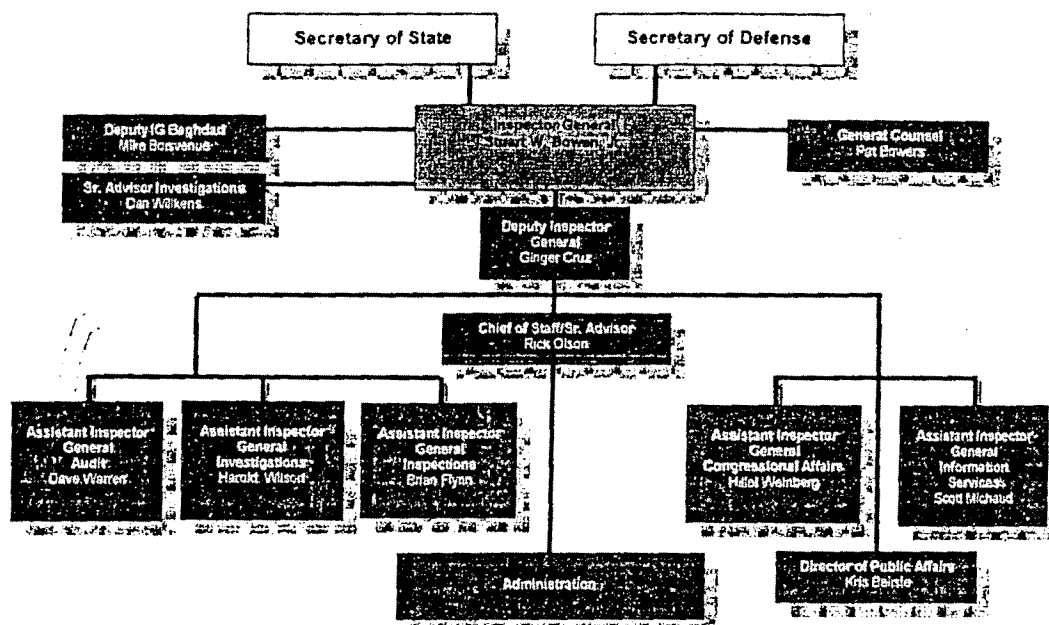 Secretary of State
Secretary of Defense
Deputy IG Baghdad
Mike
Inspector General
Stuart W. Bowen, Jr.
General Counsel
Pat Bowers
Sr. Advisor Investigations
Dan Willkens
Deputy Inspector
General
Ginger Cruz
Chief of Staff/Sr. Advisor
Rick Olson
Assistant Inspector
General
Audit
Dave Warren
Assistant Inspector
General
Investigations
Harold Wilson
Assistant Inspector
General
Inspections
Brian Flynn
Assistant Inspector
General
Congressional Affairs
Hillel Weinberg
Assistant Inspector
General
Information
Services
Scott Michaud
Administration
Director of Public Affairs
Kris